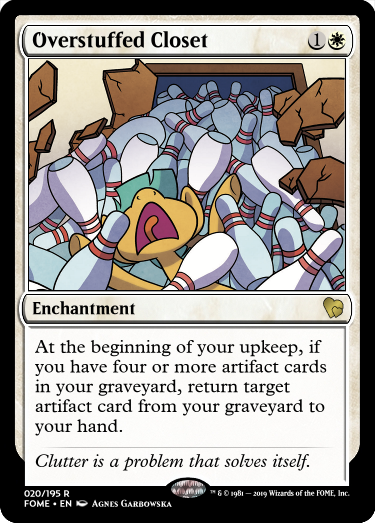 Overstuffed Closet 1
Enchantment
At the beginning of your upkeep, if
you have four or more artifact cards
in your graveyard, return target
artifact card from your graveyard to
your hand.
Clutter is a problem that solves itself.
020/195 R
FOME • EN Agnes Garbowska
™ & © 1981 — 2019 Wizards of the FOME, Inc.